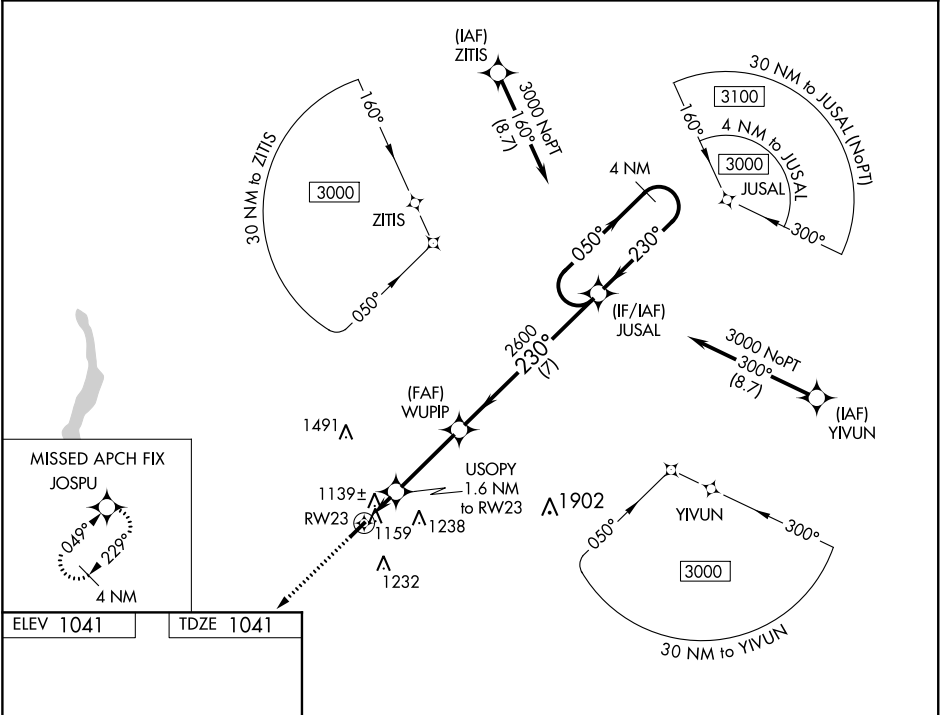 (IAF)
ZITIS
3000 NoPT
160°
(8.7)
30 NM to ZITIS
160°
3000
ZITIS
050°
30 NM to JUSAL (NoPT)
3100
4 NM to JUSAL
160°
3000
JUSAL
300°
4 NM
050°
230°
(IF/IAF)
JUSAL
2600
230°
(7)
3000 NoPT
300°
(8.7)
(IAF)
YIVUN
(FAF)
WUPIP
1491
USOPY
1.6 NM
to RW23
1139±
RW23
1159
1238
1902
1232
050°
YIVUN
300°
3000
30 NM to YIVUN
MISSED APCH FIX
JOSPU
049°
229°
4 NM
ELEV 1041
TDZE 1041